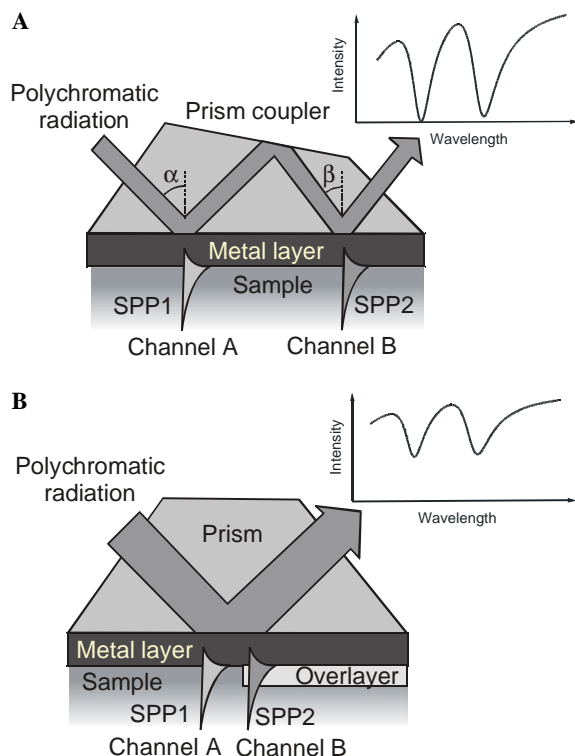 A
Polychromatic
radiation
Prism coupler
Intensity
Wavelength
α
β
Metal layer
Sample
SPP1
SPP2
Channel A
Channel B
B
Polychromatic
radiation
Intensity
Wavelength
Prism
Metal layer
Overlayer
Sample
SPP1
SPP2
Channel A
Channel B